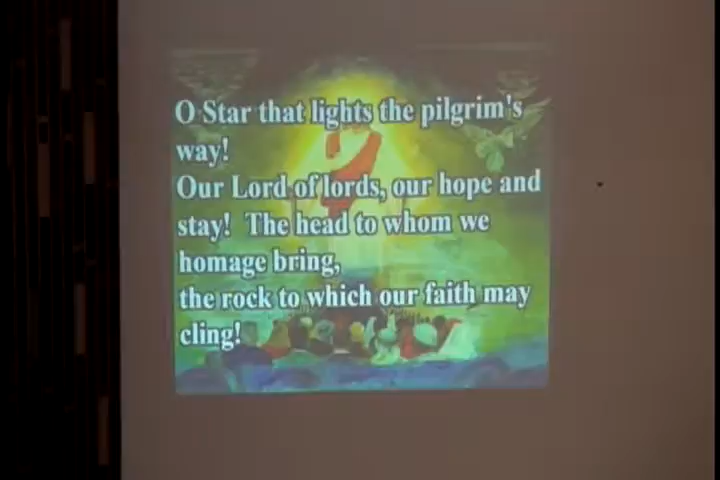 O Star that lights the pilgrim's
way!
Our Lord of lords, our hope and
stay!  The head to whom we
homage bring,
the rock to which our faith may
cling!